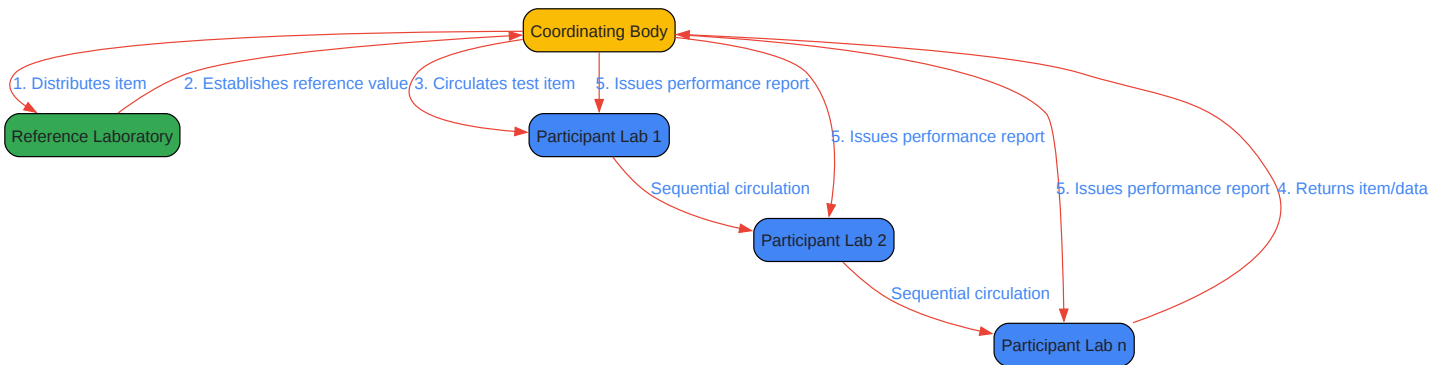 Coordinating Body
1. Distributes item
2. Establishes reference value
3. Circulates test item
5. Issues performance report
Reference Laboratory
Participant Lab 1
5. Issues performance report
Sequential circulation
5. Issues performance report
4. Returns item/data
Participant Lab 2
Sequential circulation
Participant Lab n